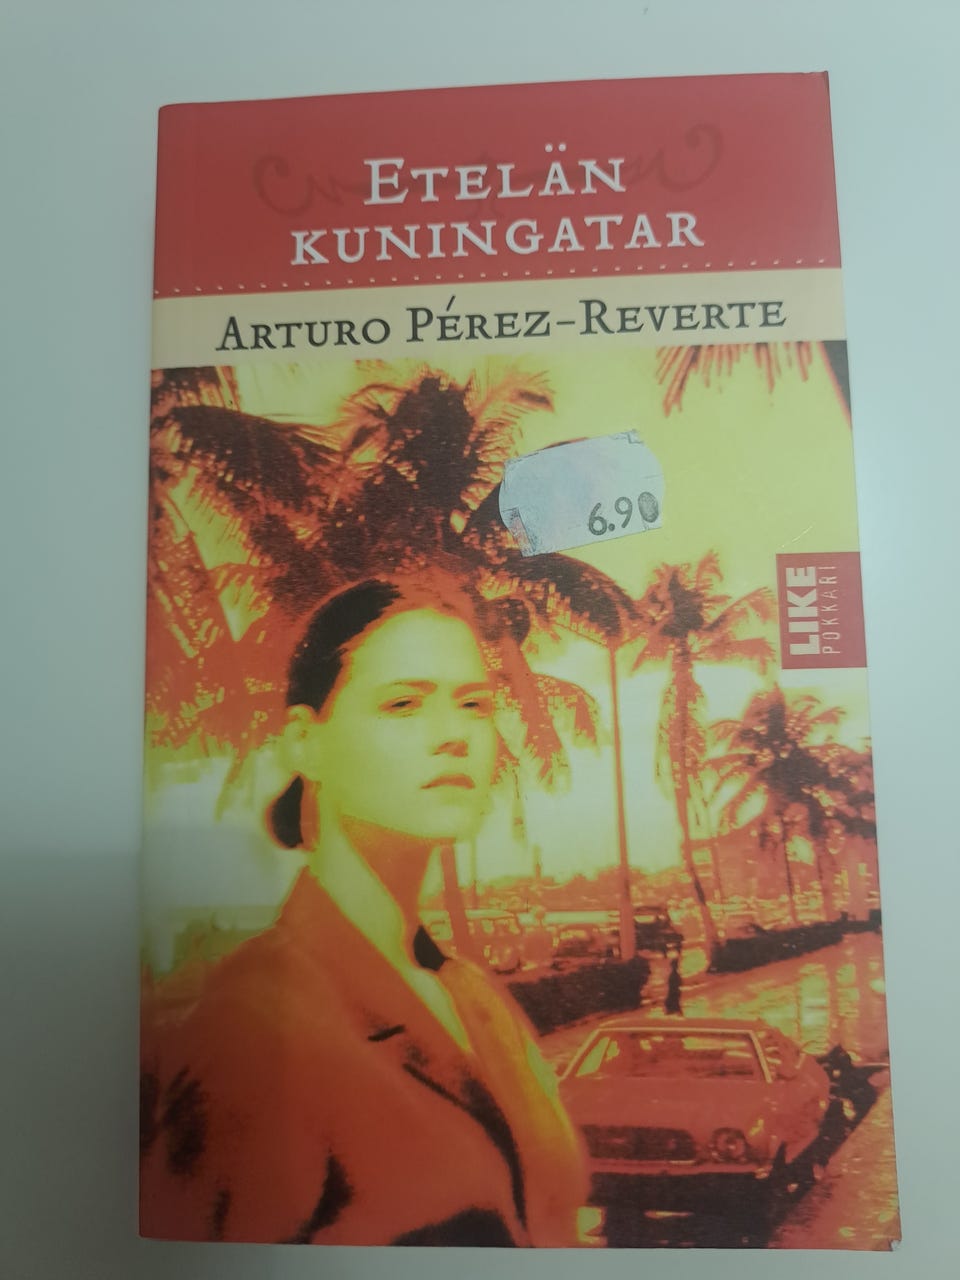 Etelän
kuningatar
Arturo Pérez-Reverte
6.90
LIKE
POKKARI